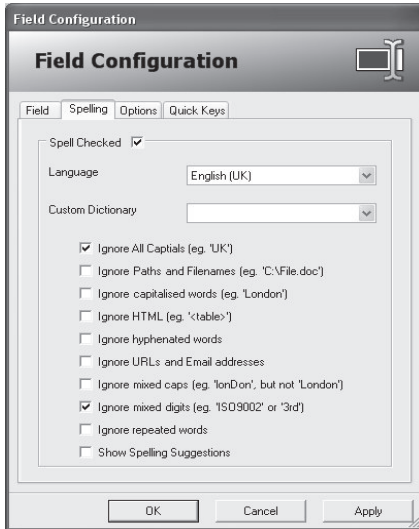 Field Configuration
Field Configuration
Field Spelling Options Quick Keys
Spell Checked
Language English (UK)
Custom Dictionary
Ignore All Captials (eg. 'UK')
Ignore Paths and Filenames (eg. 'C:\File.doc')
Ignore capitalised words (eg. 'London')
Ignore HTML (eg. '<table>')
Ignore hyphenated words
Ignore URLs and Email addresses
Ignore mixed caps (eg. 'lonDon', but not 'London')
Ignore mixed digits (eg. 'ISO9002' or '3rd')
Ignore repeated words
Show Spelling Suggestions
OK Cancel Apply